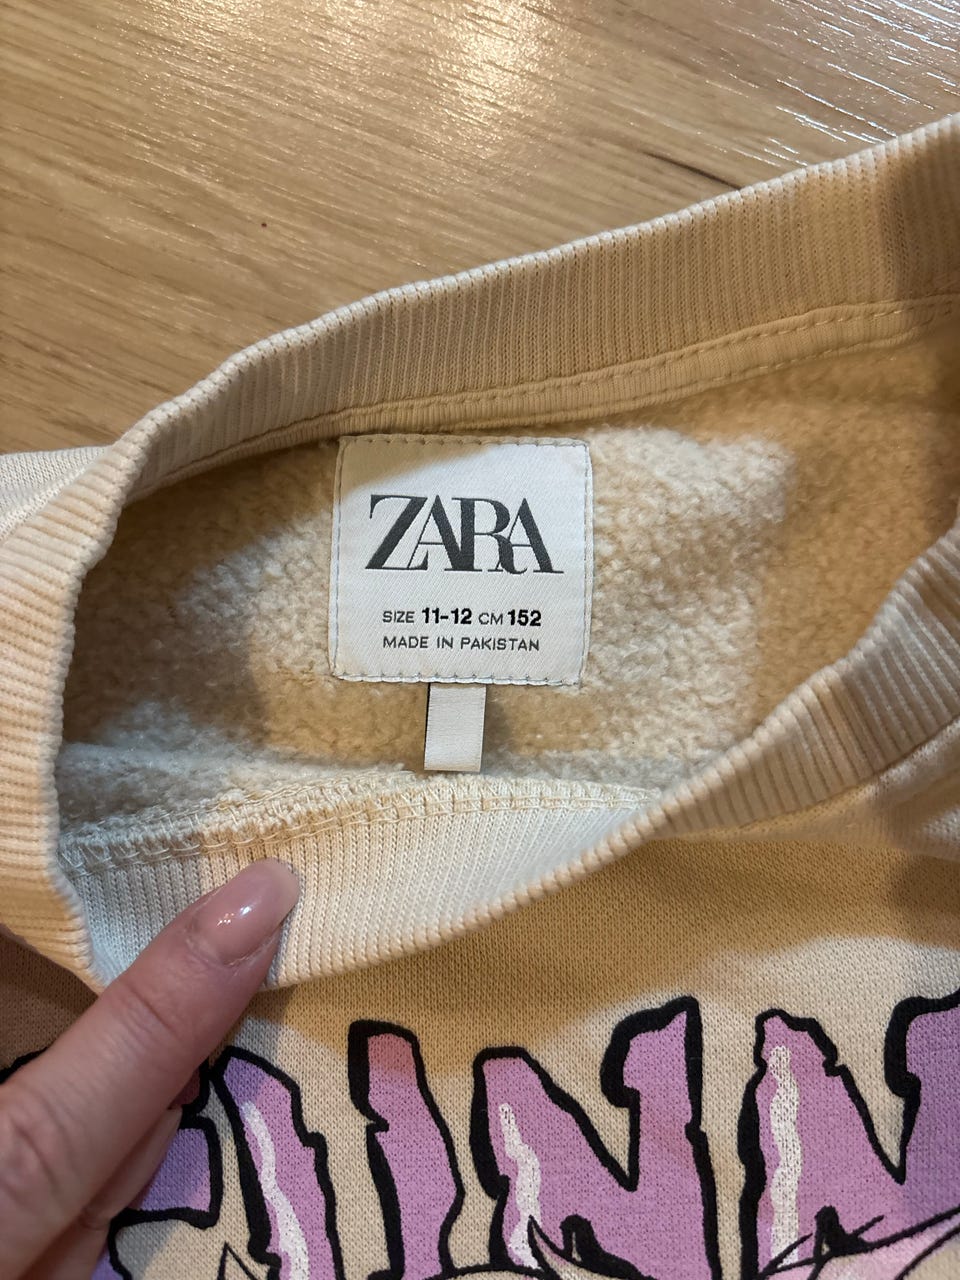 ZARA
SIZE 11-12 CM 152
MADE IN PAKISTAN